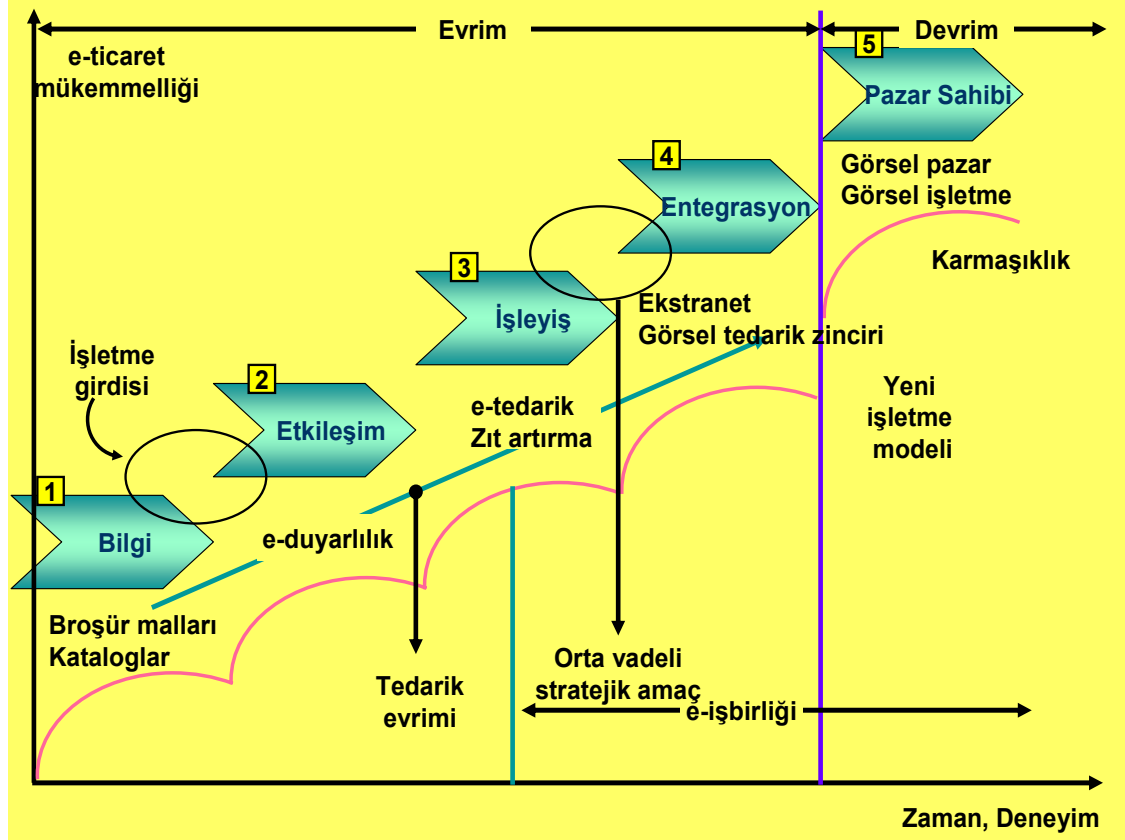 Evrim
Devrim
e-ticaret
mükemmelliği
5
Pazar Sahibi
Görsel pazar
Görsel işletme
4
Entegrasyon
Karmaşıklık
3
İşleyiş
Ekstranet
Görsel tedarik zinciri
İşletme
girdisi
2
Etkileşim
e-tedarik
Zıt artırma
Yeni
işletme
modeli
1
Bilgi
e-duyarlılık
Broşür malları
Kataloglar
Tedarik
evrimi
Orta vadeli
stratejik amaç
e-işbirliği
Zaman, Deneyim